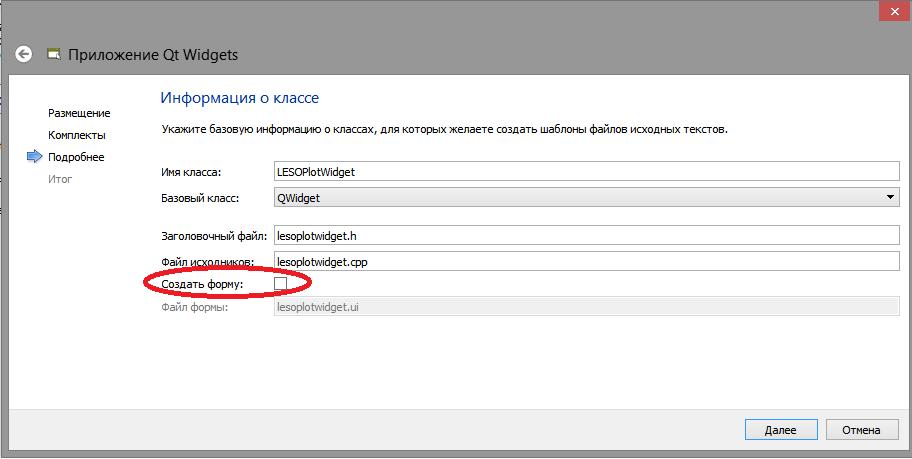 Приложение Qt Widgets
Информация о классе
Размещение
Комплекты
Подробнее
Итог
Укажите базовую информацию о классах, для которых желаете создать шаблоны файлов исходных текстов.
Имя класса: LESOPlotWidget
Базовый класс: QWidget
Заголовочный файл: lesoplotwidget.h
Файл исходников: lesoplotwidget.cpp
Создать форму:
Файл формы: lesoplotwidget.ui
Далее Отмена